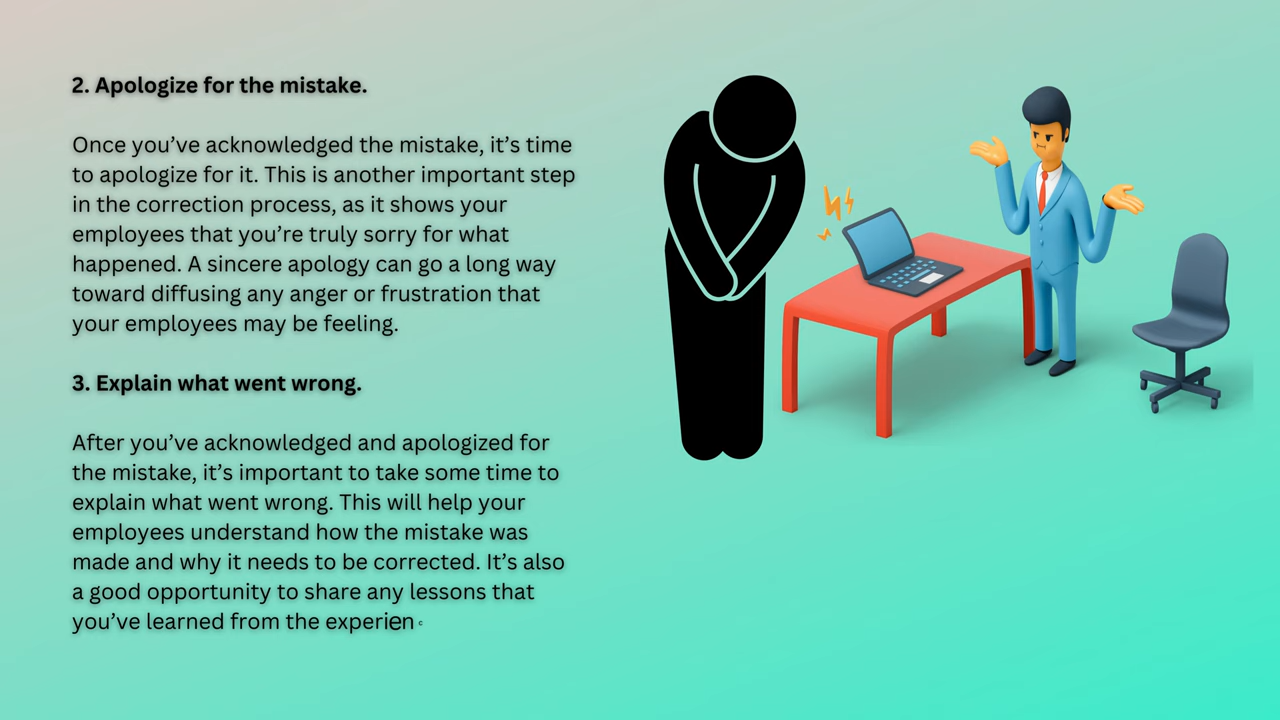 2. Apologize for the mistake.
Once you’ve acknowledged the mistake, it’s time
to apologize for it. This is another important step
in the correction process, as it shows your
employees that you’re truly sorry for what
happened. A sincere apology can go a long way
toward diffusing any anger or frustration that
your employees may be feeling.
3. Explain what went wrong.
After you’ve acknowledged and apologized for
the mistake, it’s important to take some time to
explain what went wrong. This will help your
employees understand how the mistake was
made and why it needs to be corrected. It’s also
a good opportunity to share any lessons that
you’ve learned from the experienc